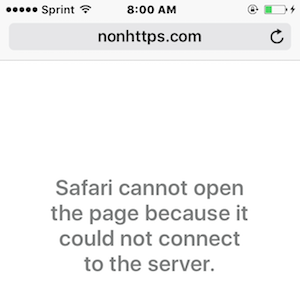 Sprint 8:00 AM
nonhttps.com
Safari cannot open
the page because it
could not connect
to the server.